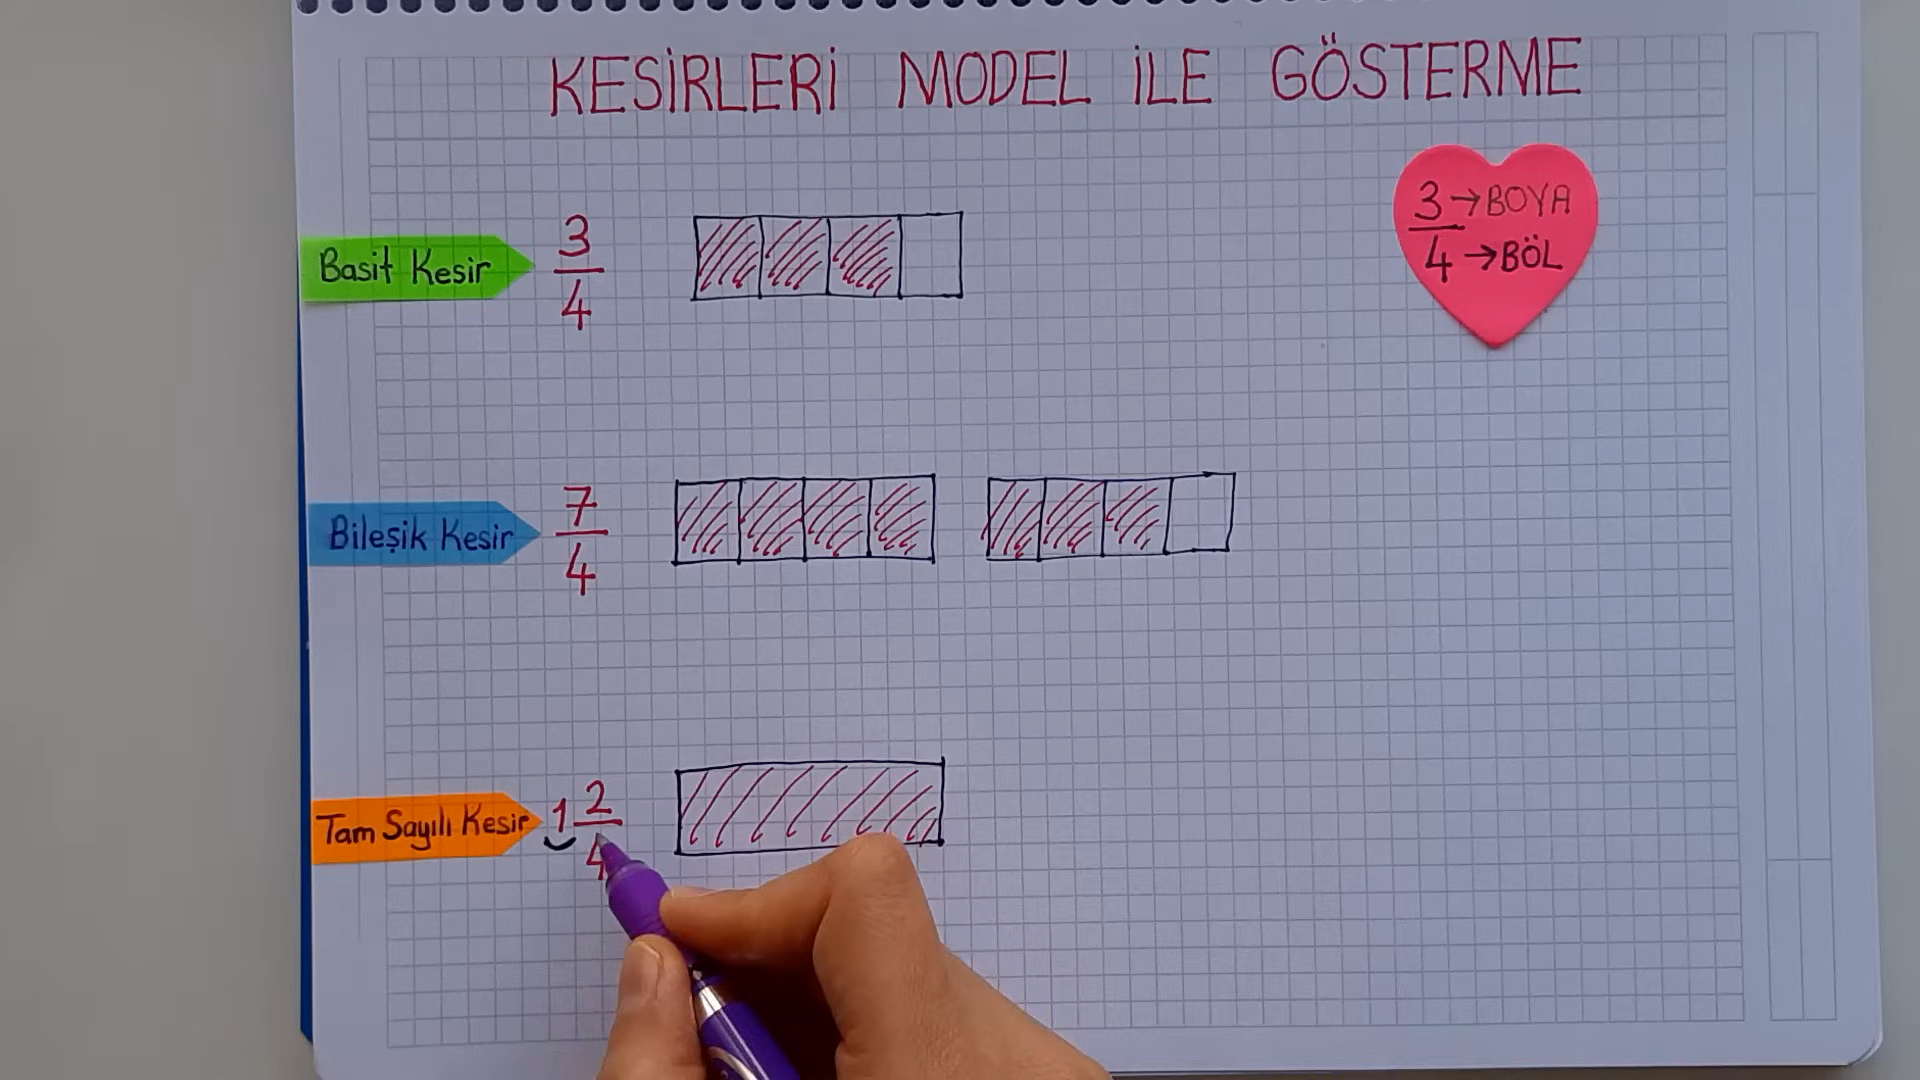 KESİRLERİ MODEL İLE GÖSTERME
3→BOYA
4→BÖL
Basit Kesir
3
4
Bileşik Kesir
7
4
Tam Sayılı Kesir
1 2
4